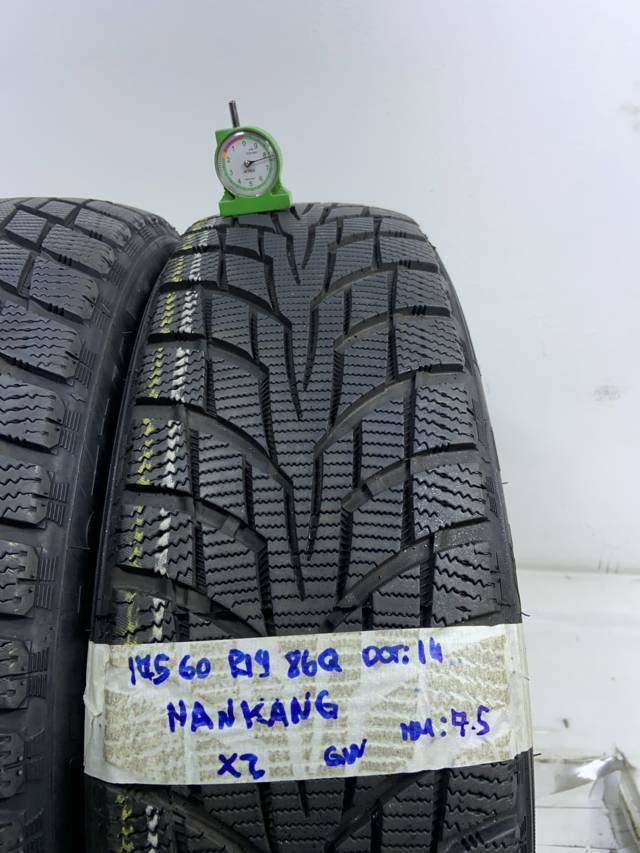 175 60 R19 86Q DOT: 14
NANKANG MM: 7.5
X2 GW